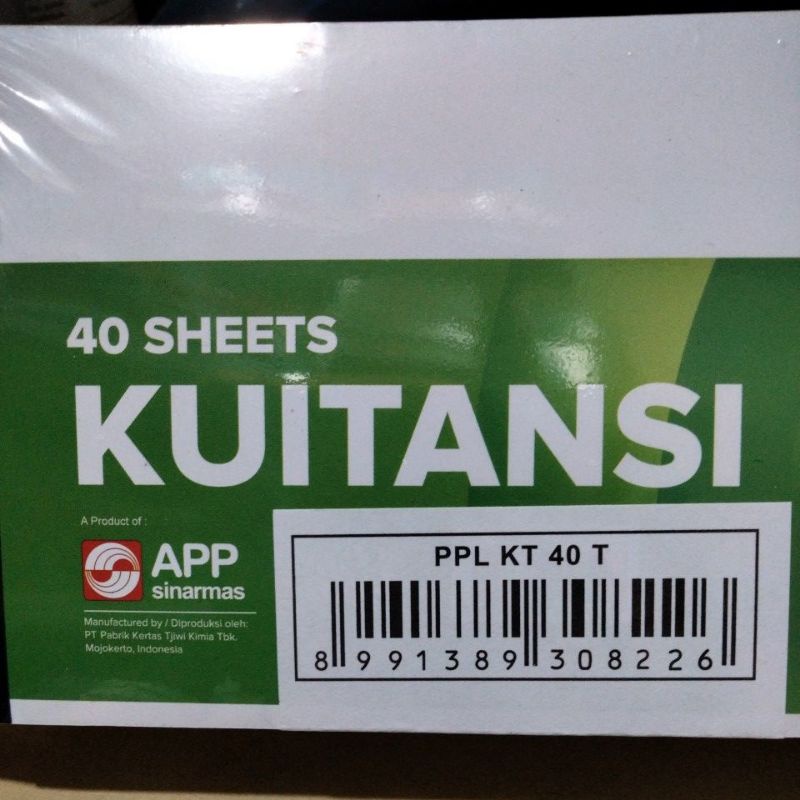 40 SHEETS
KUITANSI
A Product of :
APP
sinarmas
Manufactured by / Diproduksi oleh:
PT Pabrik Kertas Tjiwi Kimia Tbk.
Mojokerto, Indonesia
PPL KT 40 T
8 991389 308226